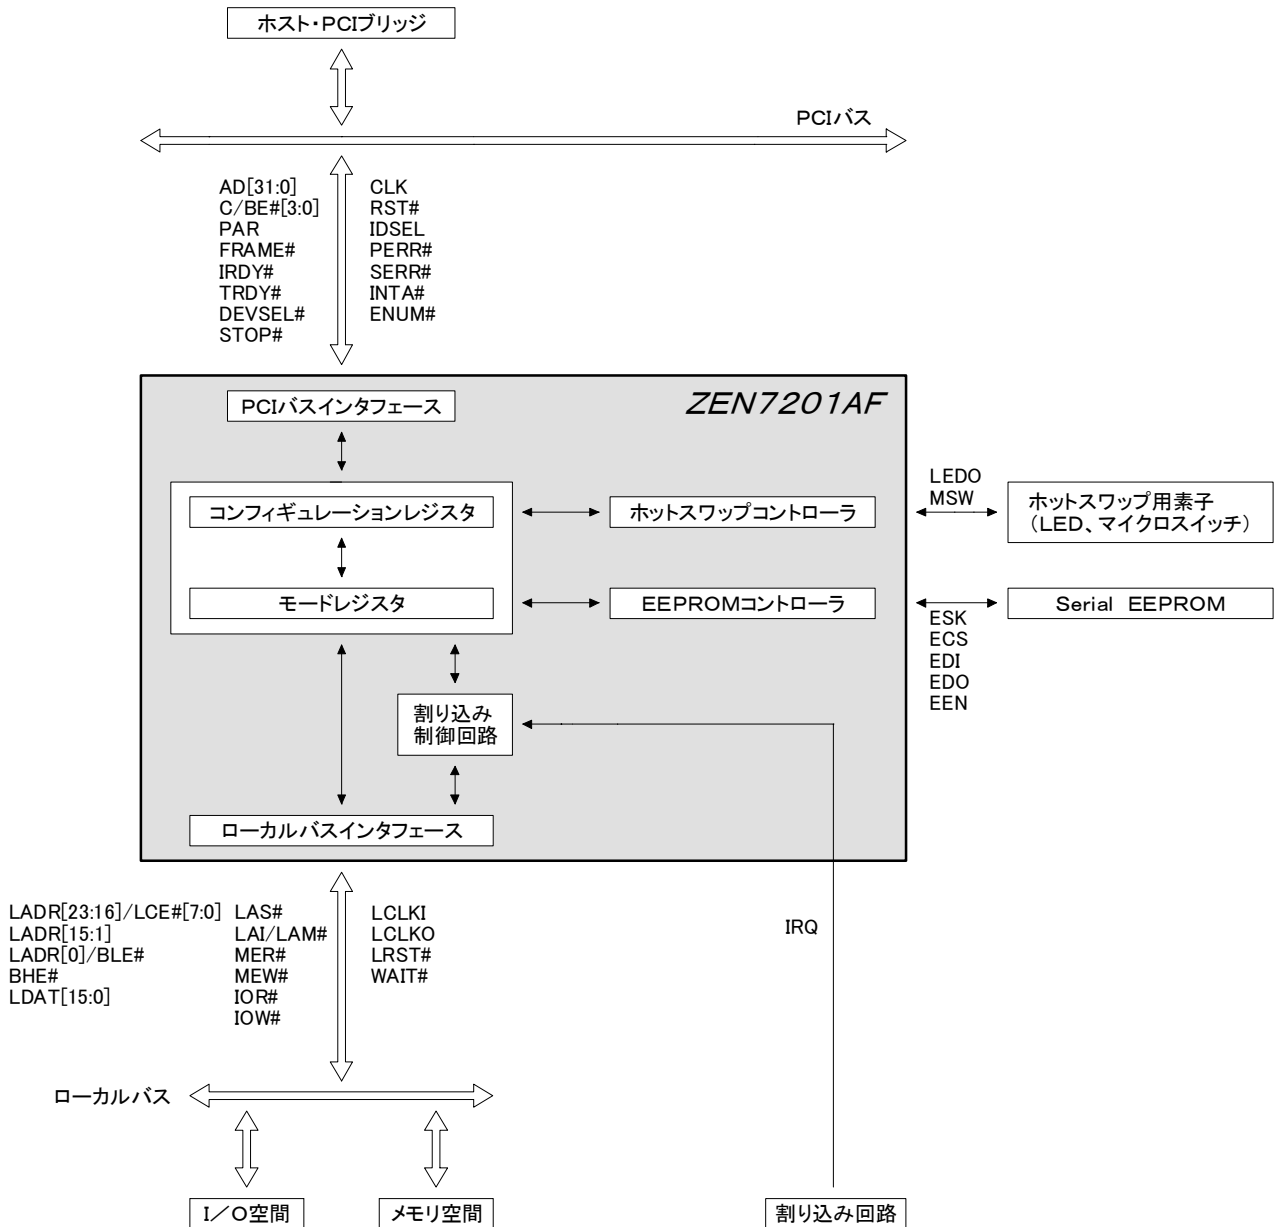 ホスト・PCIブリッジ
PCIバス
AD[31:0]
C/BE#[3:0]
PAR
FRAME#
IRDY#
TRDY#
DEVSEL#
STOP#
CLK
RST#
IDSEL
PERR#
SERR#
INTA#
ENUM#
PCIバスインタフェース
ZEN7201AF
コンフィギュレーションレジスタ
ホットスワップコントローラ
LEDO
MSW
ホットスワップ用素子
(LED、マイクロスイッチ)
モードレジスタ
EEPROMコントローラ
Serial EEPROM
ESK
ECS
EDI
EDO
EEN
割り込み
制御回路
ローカルバスインタフェース
LADR[23:16]/LCE#[7:0]
LADR[15:1]
LADR[0]/BLE#
BHE#
LDAT[15:0]
LAS#
LAI/LAM#
MER#
MEW#
IOR#
IOW#
LCLKI
LCLKO
LRST#
WAIT#
IRQ
ローカルバス
I/O空間
メモリ空間
割り込み回路